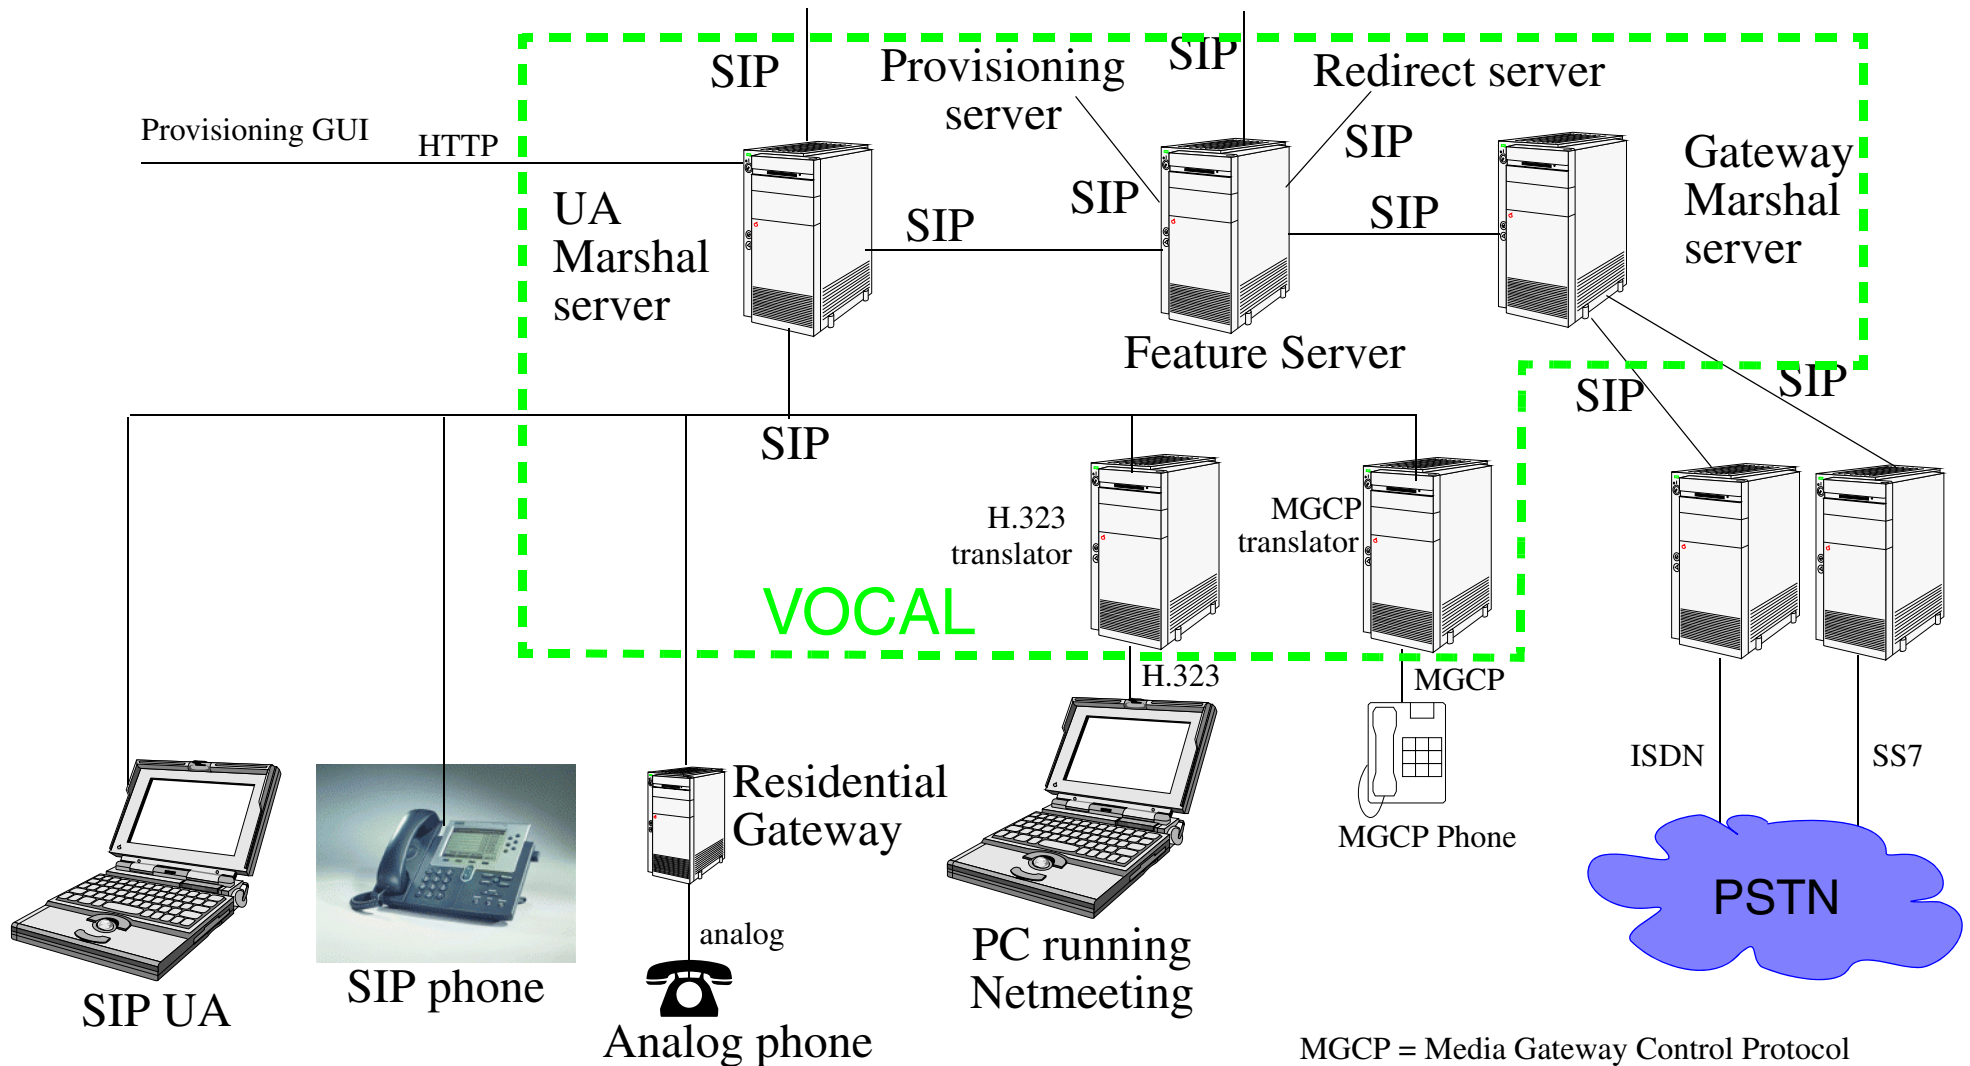 SIP
Provisioning
server
SIP
Redirect server
Provisioning GUI
HTTP
SIP
Gateway
Marshal
server
UA
Marshal
server
SIP
SIP
SIP
Feature Server
SIP
SIP
SIP
H.323
translator
MGCP
translator
VOCAL
H.323
MGCP
ISDN
SS7
Residential
Gateway
MGCP Phone
PSTN
analog
PC running
Netmeeting
SIP phone
SIP UA
Analog phone
MGCP = Media Gateway Control Protocol